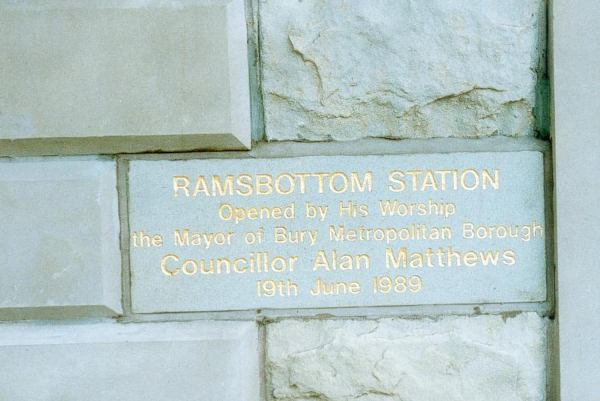 RAMSBOTTOM STATION
Opened by His Worship
the Mayor of Bury Metropolitan Borough
Councillor Alan Matthews
19th June 1989